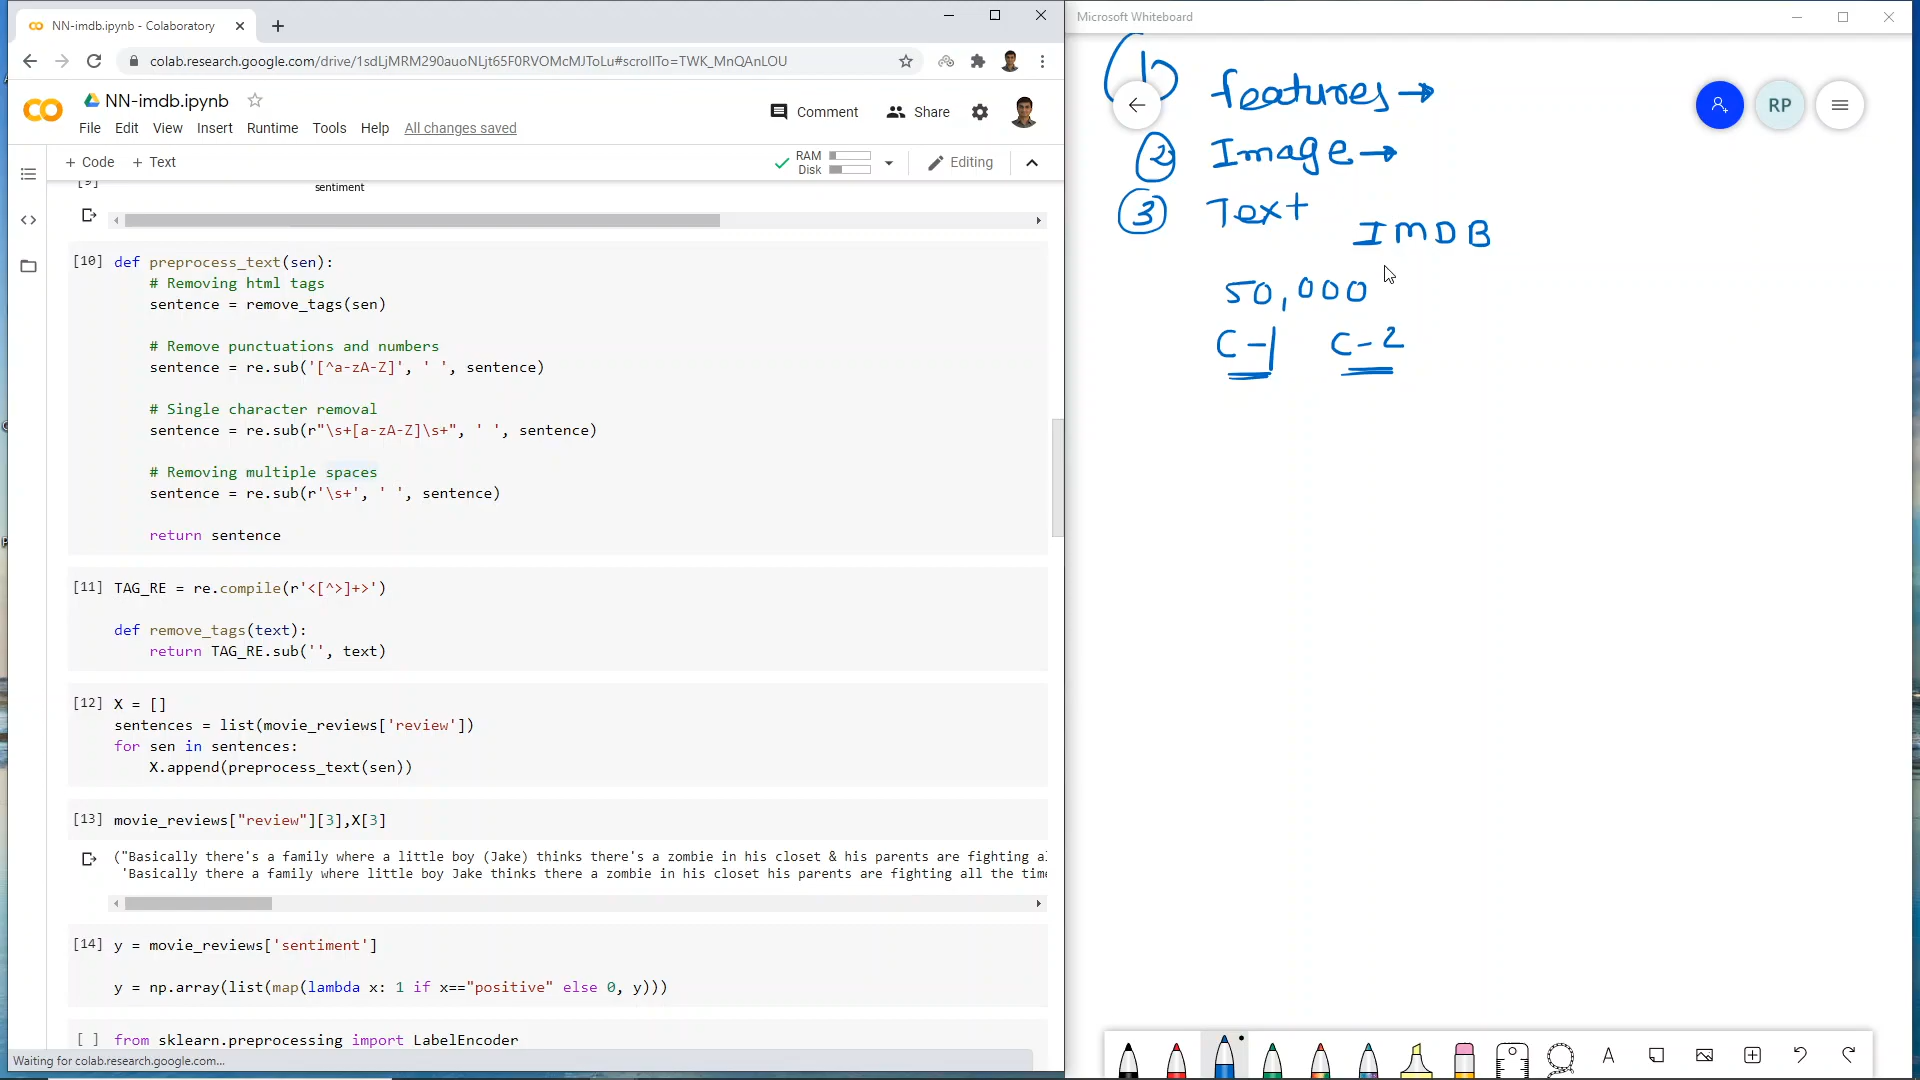 NN-imdb.ipynb - Colaboratory
colab.research.google.com/drive/1sdLjMRM290auoNLjt65F0RVOMcMJToLu#scrollTo=TWK_MnQAnLOU
NN-imdb.ipynb
Comment
Share
File Edit View Insert Runtime Tools Help All changes saved
+ Code + Text
RAM
Disk
Editing
[9]
sentiment
[10] def preprocess_text(sen):
# Removing html tags
sentence = remove_tags(sen)
# Remove punctuations and numbers
sentence = re.sub('[^a-zA-Z]', ' ', sentence)
# Single character removal
sentence = re.sub(r"\s+[a-zA-Z]\s+", ' ', sentence)
# Removing multiple spaces
sentence = re.sub(r'\s+', ' ', sentence)
return sentence
[11] TAG_RE = re.compile(r'<[^>]+>')
def remove_tags(text):
return TAG_RE.sub('', text)
[12] X = []
sentences = list(movie_reviews['review'])
for sen in sentences:
X.append(preprocess_text(sen))
[13] movie_reviews["review"][3],X[3]
("Basically there's a family where a little boy (Jake) thinks there's a zombie in his closet & his parents are fighting al
'Basically there a family where little boy Jake thinks there a zombie in his closet his parents are fighting all the time
[14] y = movie_reviews['sentiment']
y = np.array(list(map(lambda x: 1 if x=="positive" else 0, y)))
[ ] from sklearn.preprocessing import LabelEncoder
Waiting for colab.research.google.com...
Microsoft Whiteboard
RP
1 features →
2 Image →
3 Text
IMDB
50,000
C-1 C-2